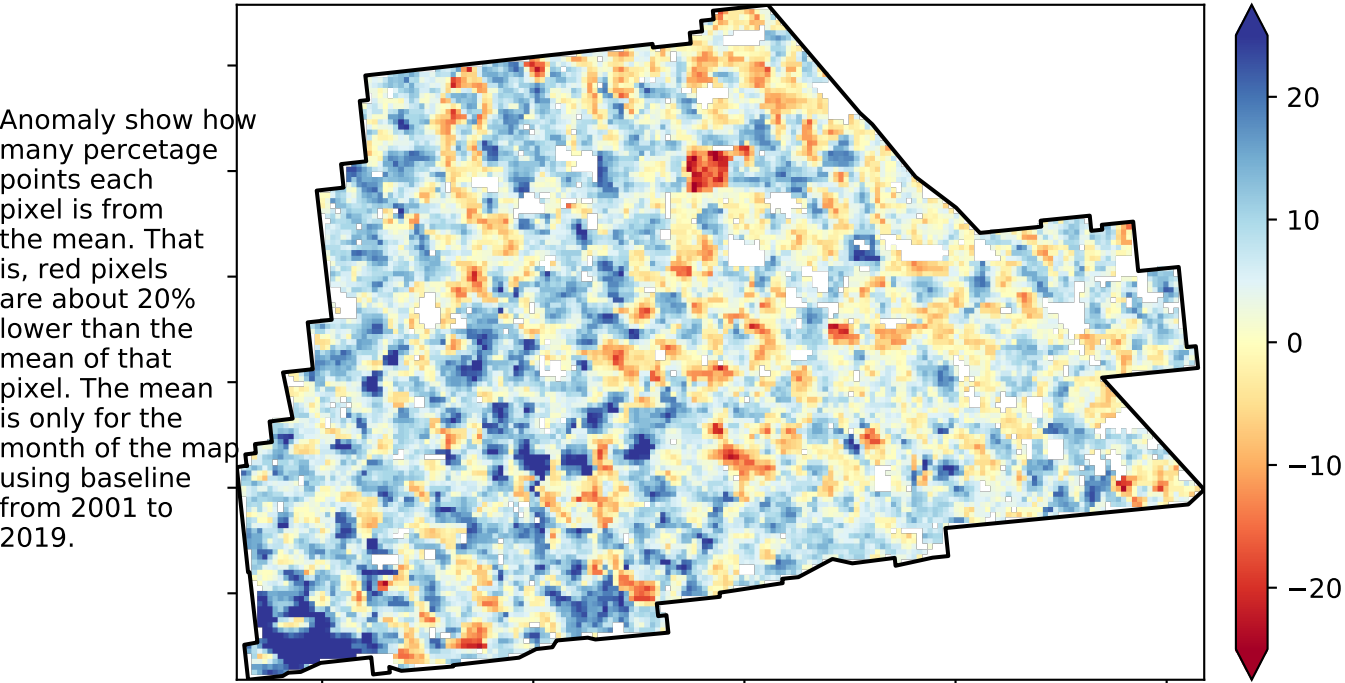 Anomaly show how
many percetage
points each
pixel is from
the mean. That
is, red pixels
are about 20%
lower than the
mean of that
pixel. The mean
is only for the
month of the map,
using baseline
from 2001 to
2019.
20
10
0
−10
−20